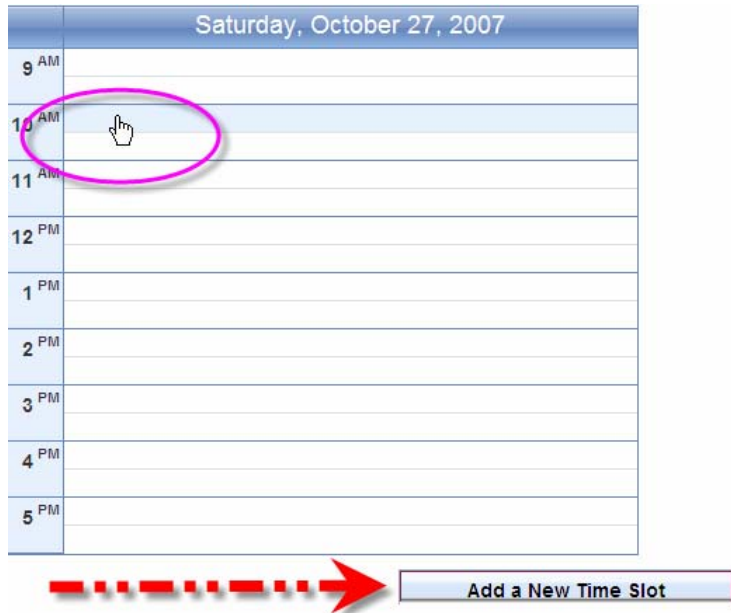 Saturday, October 27, 2007
9 AM
10 AM
11 AM
12 PM
1 PM
2 PM
3 PM
4 PM
5 PM
Add a New Time Slot